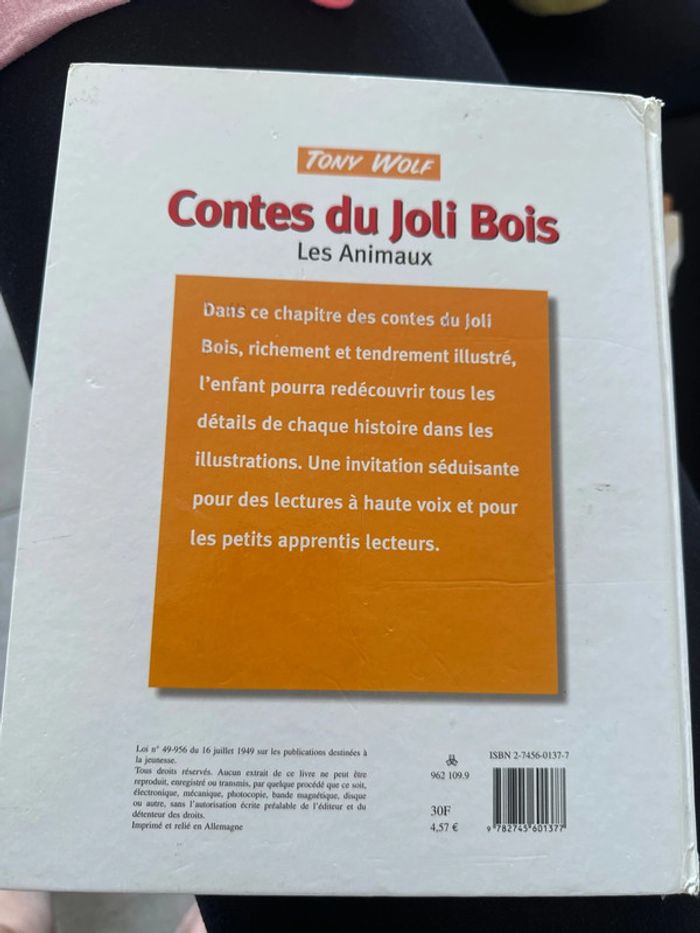 TONY WOLF
Contes du Joli Bois
Les Animaux
Dans ce chapitre des contes du Joli
Bois, richement et tendrement illustré,
l'enfant pourra redécouvrir tous les
détails de chaque histoire dans les
illustrations. Une invitation séduisante
pour des lectures à haute voix et pour
les petits apprentis lecteurs.
Loi n° 49-956 du 16 juillet 1949 sur les publications destinées à
la jeunesse.
Tous droits réservés. Aucun extrait de ce livre ne peut être
reproduit, enregistré ou transmis, par quelque procédé que ce soit,
électronique, mécanique, photocopie, bande magnétique, disque
ou autre, sans l'autorisation écrite préalable de l'éditeur et du
détenteur des droits.
Imprimé et relié en Allemagne
962 109.9
30F
4,57 €
ISBN 2-7456-0137-7
9 782745 601377